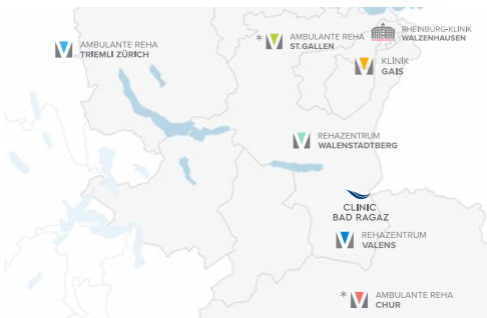 AMBULANTE REHA
TRIEMLI ZÜRICH
* AMBULANTE REHA
ST.GALLEN
RHEINBURG-KLINIK
WALZENHAUSEN
KLINIK
GAIS
REHAZENTRUM
WALENSTADTBERG
CLINIC
BAD RAGAZ
REHAZENTRUM
VALENS
* AMBULANTE REHA
CHUR